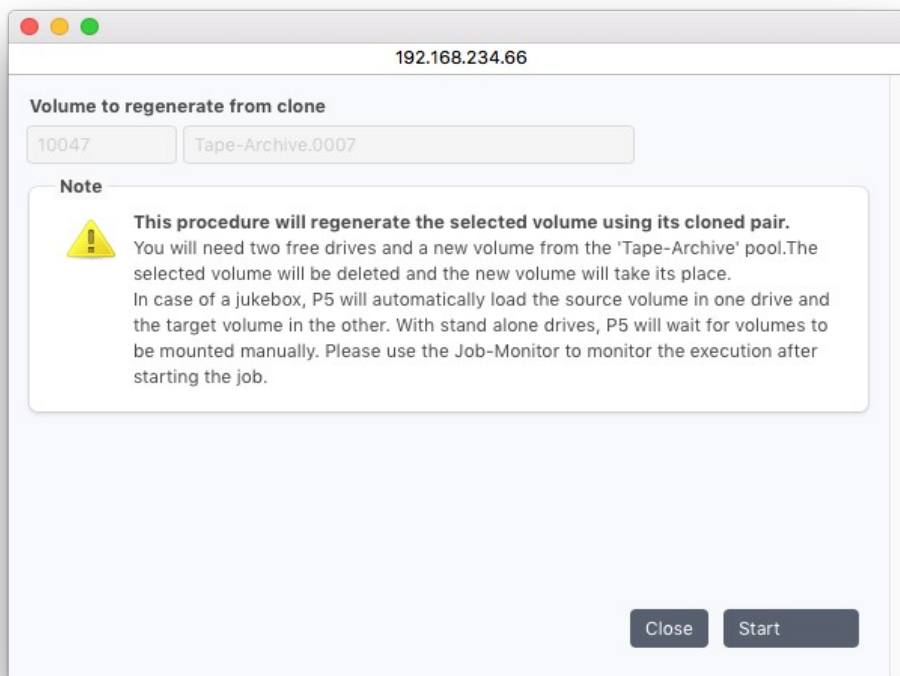 192.168.234.66
Volume to regenerate from clone
10047 Tape-Archive.0007
Note
This procedure will regenerate the selected volume using its cloned pair.
You will need two free drives and a new volume from the 'Tape-Archive' pool.The
selected volume will be deleted and the new volume will take its place.
In case of a jukebox, P5 will automatically load the source volume in one drive and
the target volume in the other. With stand alone drives, P5 will wait for volumes to
be mounted manually. Please use the Job-Monitor to monitor the execution after
starting the job.
Close Start